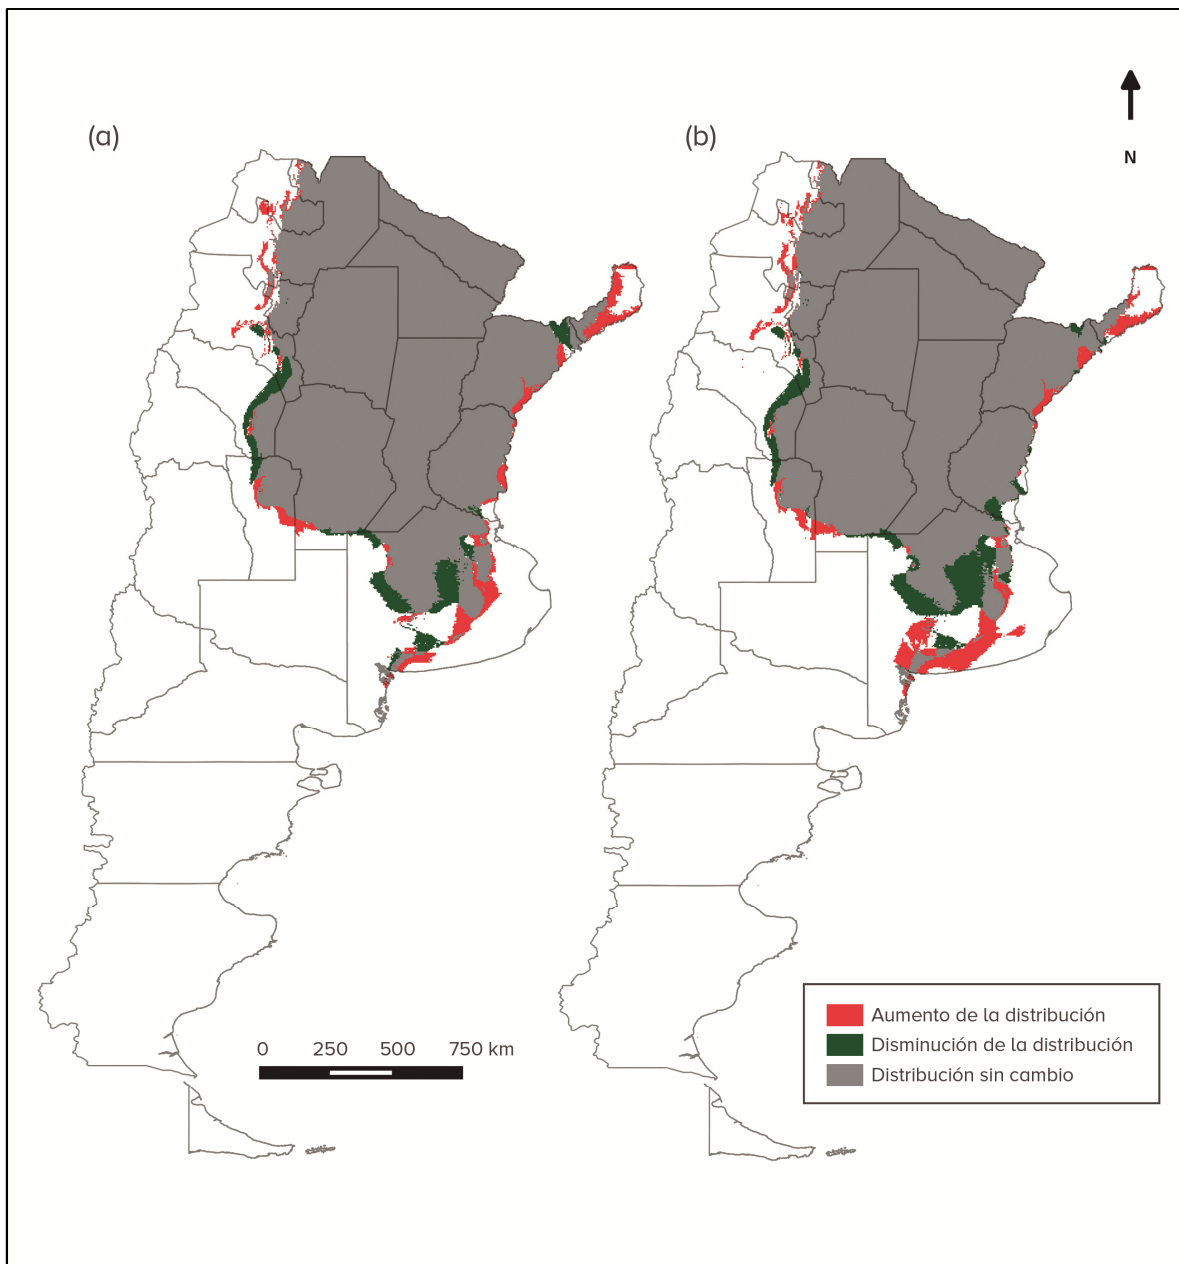 (a)
(b)
N
0 250 500 750 km
Aumento de la distribución
Disminución de la distribución
Distribución sin cambio